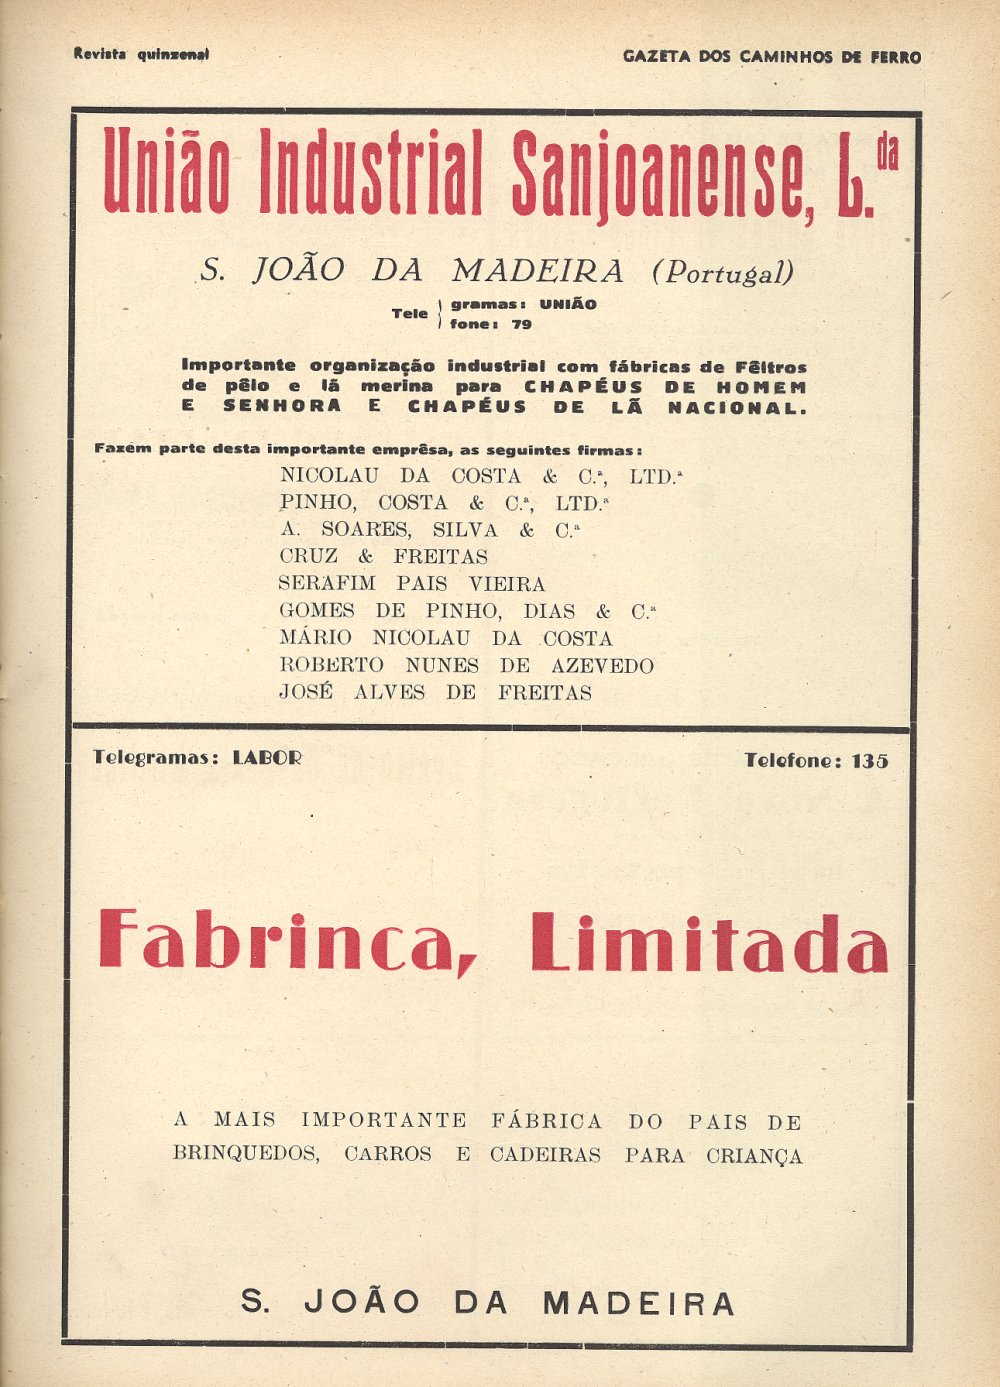 Revista quinzenal
GAZETA DOS CAMINHOS DE FERRO
União Industrial Sanjoanense, L.da
S. JOÃO DA MADEIRA (Portugal)
Tele gramas: UNIÃO
fone: 79
Importante organização industrial com fábricas de Fêltros
de pêlo e lã merina para CHAPÉUS DE HOMEM
E SENHORA E CHAPÉUS DE LÃ NACIONAL.
Fazem parte desta importante emprêsa, as seguintes firmas:
NICOLAU DA COSTA & C.ª, LTD.ª
PINHO, COSTA & C.ª, LTD.ª
A. SOARES, SILVA & C.ª
CRUZ & FREITAS
SERAFIM PAIS VIEIRA
GOMES DE PINHO, DIAS & C.ª
MÁRIO NICOLAU DA COSTA
ROBERTO NUNES DE AZEVEDO
JOSÉ ALVES DE FREITAS
Telegramas: LABOR
Telefone: 135
Fabrinca, Limitada
A MAIS IMPORTANTE FÁBRICA DO PAIS DE
BRINQUEDOS, CARROS E CADEIRAS PARA CRIANÇA
S. JOÃO DA MADEIRA